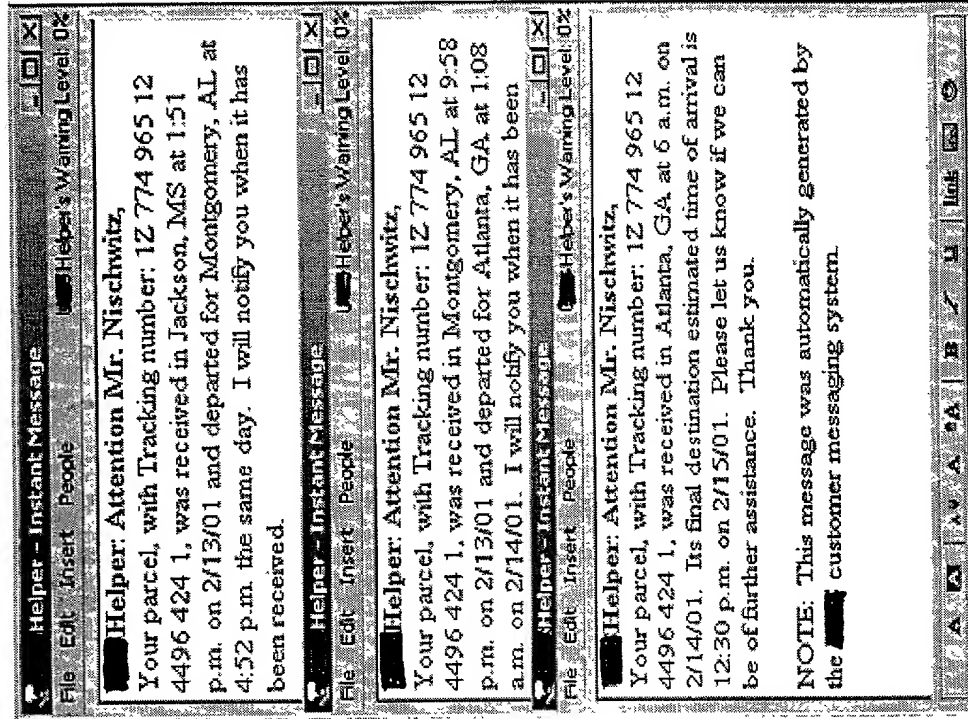 Helper - Instant Message
File Edit Insert People Helper's Warning Level: 0%
Helper: Attention Mr. Nischwitz,
Your parcel, with Tracking number: 1Z 774 965 12
4496 424 1, was received in Jackson, MS at 1:51
p.m. on 2/13/01 and departed for Montgomery, AL at
4:52 p.m. the same day. I will notify you when it has
been received.
Helper - Instant Message
File Edit Insert People Helper's Warning Level: 0%
Helper: Attention Mr. Nischwitz,
Your parcel, with Tracking number: 1Z 774 965 12
4496 424 1, was received in Montgomery, AL at 9:58
p.m. on 2/13/01 and departed for Atlanta, GA at 1:08
a.m. on 2/14/01. I will notify you when it has been
Helper - Instant Message
File Edit Insert People Helper's Warning Level: 0%
Helper: Attention Mr. Nischwitz,
Your parcel, with Tracking number: 1Z 774 965 12
4496 424 1, was received in Atlanta, GA at 6 a.m. on
2/14/01. Its final destination estimated time of arrival is
12:30 p.m. on 2/15/01. Please let us know if we can
be of further assistance. Thank you.
NOTE: This message was automatically generated by
the customer messaging system.
A A A A B I U link